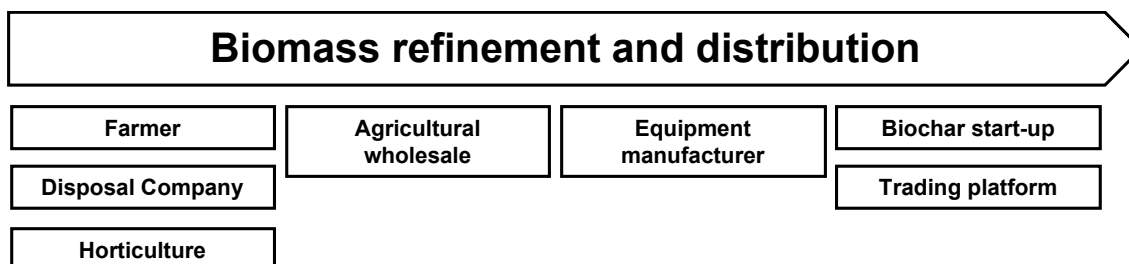 Biomass refinement and distribution
Farmer
Disposal Company
Horticulture
Agricultural
wholesale
Equipment
manufacturer
Biochar start-up
Trading platform